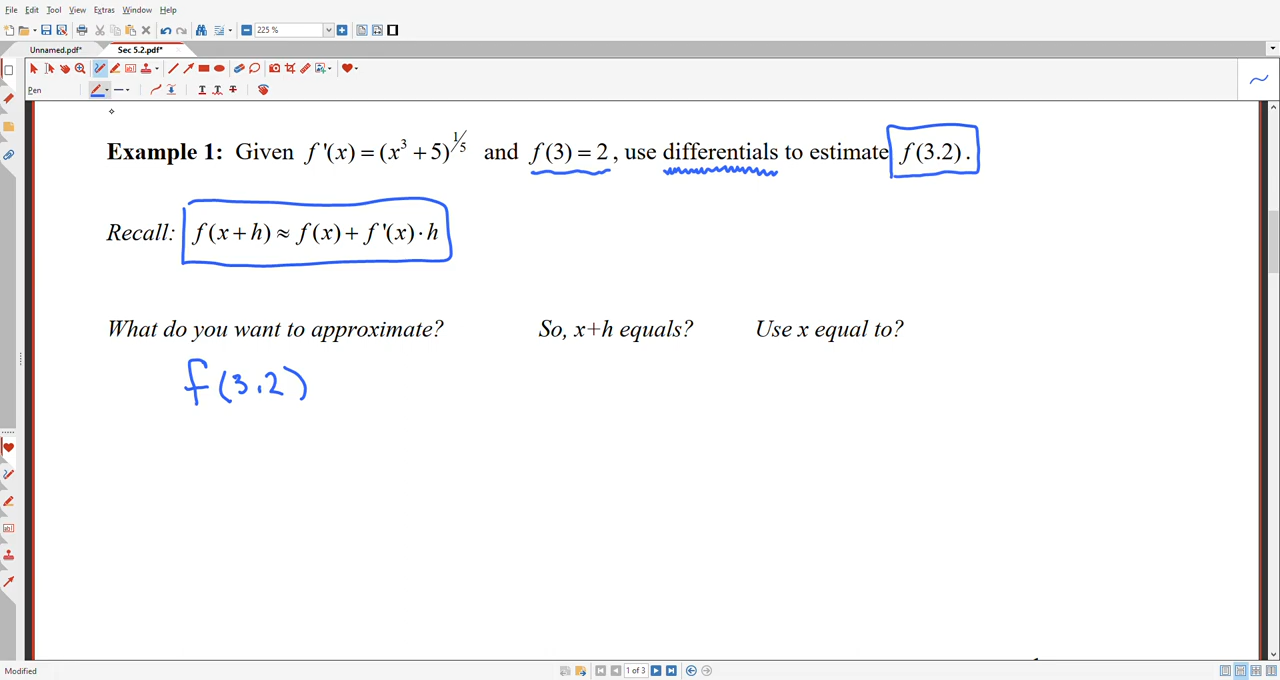 File Edit Tool View Extras Window Help
225 %
Unnamed.pdf* Sec 5.2.pdf*
Pen
Example 1: Given f '(x) = (x³ + 5)^(1/5) and f(3) = 2, use differentials to estimate f(3.2).
Recall: f(x + h) ≈ f(x) + f '(x) · h
What do you want to approximate? So, x+h equals? Use x equal to?
f(3.2)
Modified
1 of 3